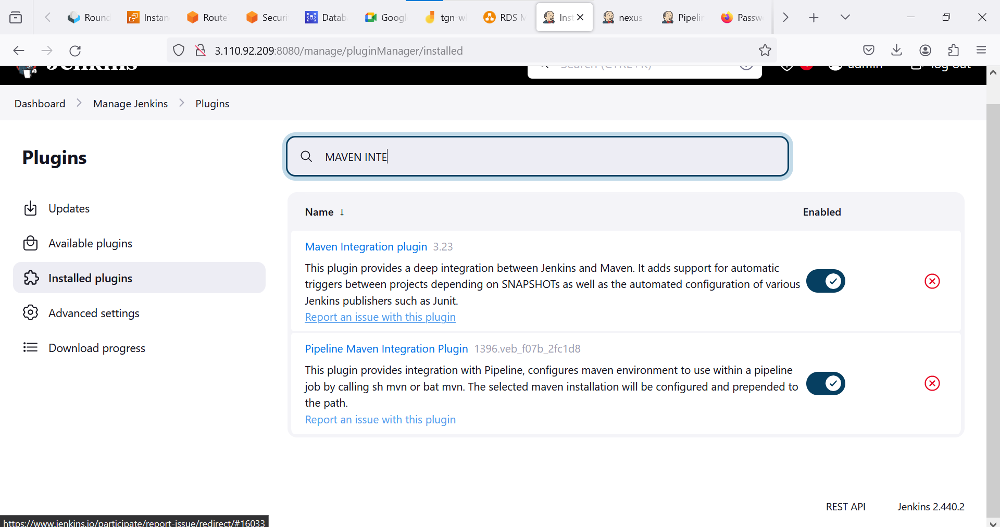 Round
Instan
Route
Securi
Datab
Googl
tgn-w
RDS M
Inst
nexus
Pipelin
Passw
3.110.92.209:8080/manage/pluginManager/installed
Jenkins
Search (CTRL+K)
admin
log out
Dashboard
Manage Jenkins
Plugins
Plugins
MAVEN INTE
Updates
Available plugins
Installed plugins
Advanced settings
Download progress
Name ↓
Enabled
Maven Integration plugin 3.23
This plugin provides a deep integration between Jenkins and Maven. It adds support for automatic
triggers between projects depending on SNAPSHOTs as well as the automated configuration of various
Jenkins publishers such as Junit.
Report an issue with this plugin
Pipeline Maven Integration Plugin 1396.veb_f07b_2fc1d8
This plugin provides integration with Pipeline, configures maven environment to use within a pipeline
job by calling sh mvn or bat mvn. The selected maven installation will be configured and prepended to
the path.
Report an issue with this plugin
REST API
Jenkins 2.440.2
https://www.jenkins.io/participate/report-issue/redirect/#16033